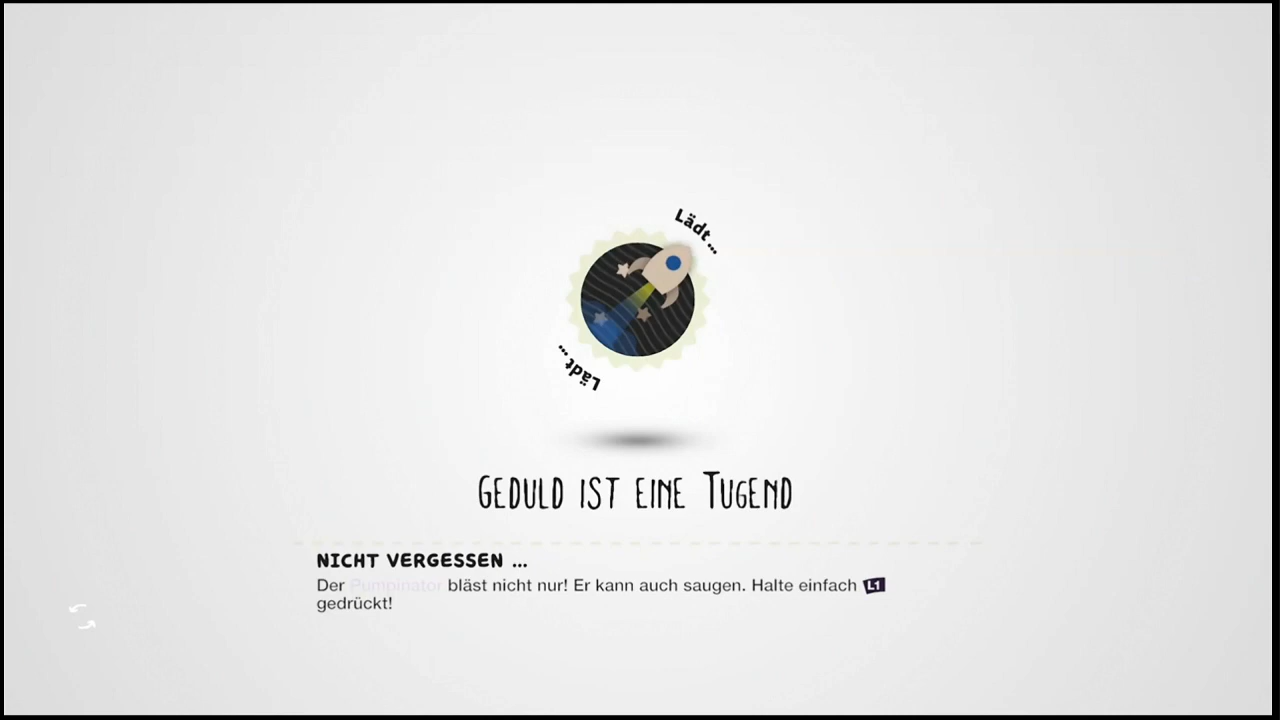 Lädt...
Lädt...
Geduld ist eine Tugend
NICHT VERGESSEN ...
Der Pumpinator bläst nicht nur! Er kann auch saugen. Halte einfach L1
gedrückt!